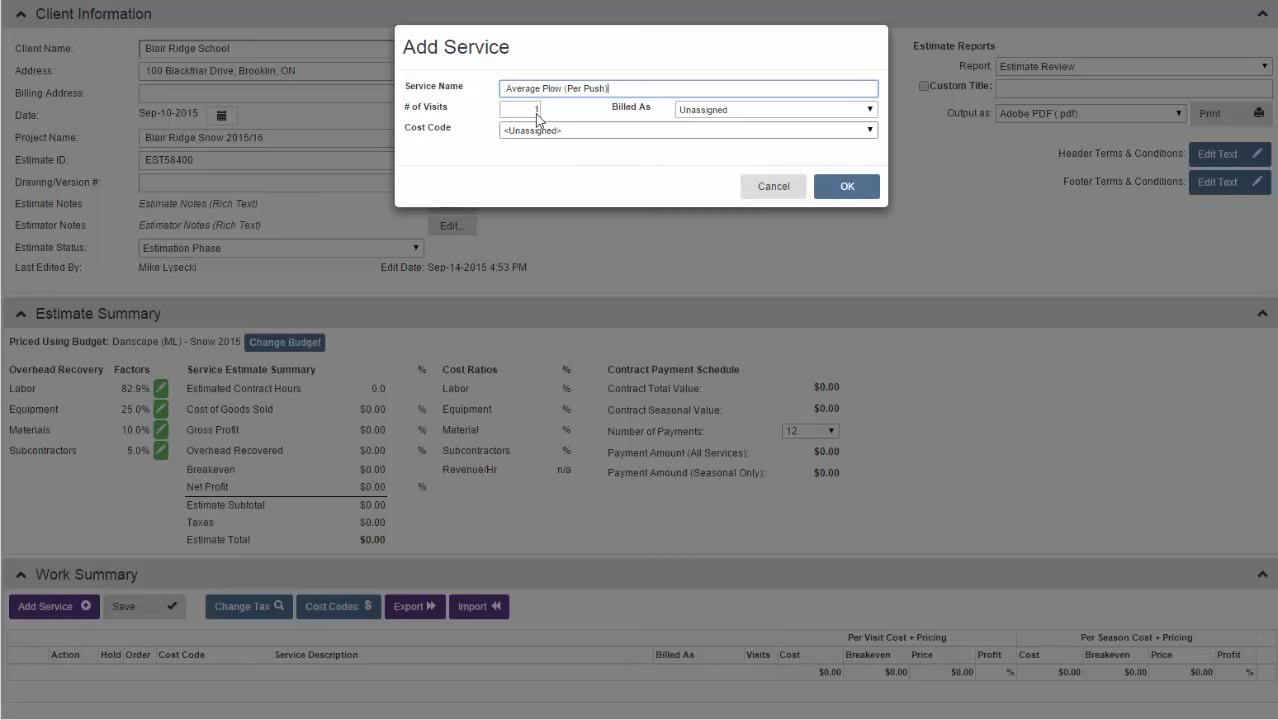 Client Information
Add Service
Service Name Average Plow (Per Push)
# of Visits 1 Billed As Unassigned
Cost Code <Unassigned>
Cancel OK
Client Name: Blair Ridge School
Address: 100 Blackfriar Drive, Brooklin, ON
Billing Address:
Date: Sep-10-2015
Project Name: Blair Ridge Snow 2015/16
Estimate ID: EST58400
Drawing/Version #:
Estimate Notes Estimate Notes (Rich Text)
Estimator Notes Estimator Notes (Rich Text) Edit...
Estimate Status: Estimation Phase
Last Edited By: Mike Lysecki Edit Date: Sep-14-2015 4:53 PM
Estimate Reports
Report: Estimate Review
Custom Title:
Output as: Adobe PDF (.pdf) Print
Header Terms & Conditions: Edit Text
Footer Terms & Conditions: Edit Text
Estimate Summary
Priced Using Budget: Danscape (ML) - Snow 2015 Change Budget
Overhead Recovery Factors
Labor 82.9%
Equipment 25.0%
Materials 10.0%
Subcontractors 5.0%
Service Estimate Summary %
Estimated Contract Hours 0.0
Cost of Goods Sold $0.00 %
Gross Profit $0.00 %
Overhead Recovered $0.00 %
Breakeven $0.00
Net Profit $0.00 %
Estimate Subtotal $0.00
Taxes $0.00
Estimate Total $0.00
Cost Ratios %
Labor %
Equipment %
Material %
Subcontractors %
Revenue/Hr n/a
Contract Payment Schedule
Contract Total Value: $0.00
Contract Seasonal Value: $0.00
Number of Payments: 12
Payment Amount (All Services): $0.00
Payment Amound (Seasonal Only): $0.00
Work Summary
Add Service Save Change Tax Cost Codes $ Export Import
Per Visit Cost + Pricing Per Season Cost + Pricing
Action Hold Order Cost Code Service Description Billed As Visits Cost Breakeven Price Profit Cost Breakeven Price Profit
$0.00 $0.00 $0.00 % $0.00 $0.00 $0.00 %